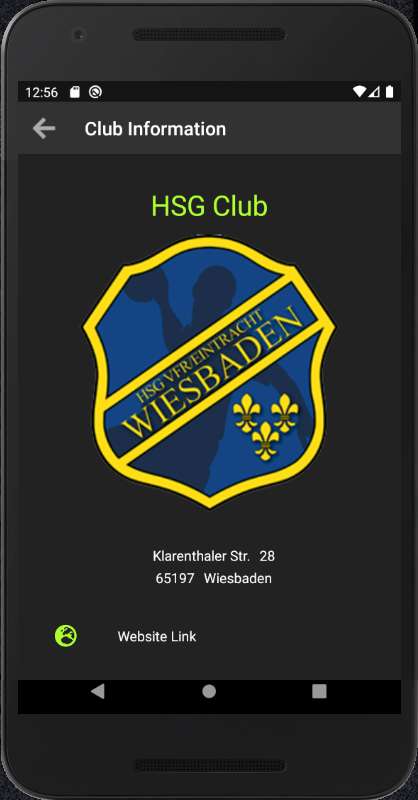 12:56
Club Information
HSG Club
HSG VFR/EINTRACHT
WIESBADEN
Klarenthaler Str. 28
65197 Wiesbaden
Website Link